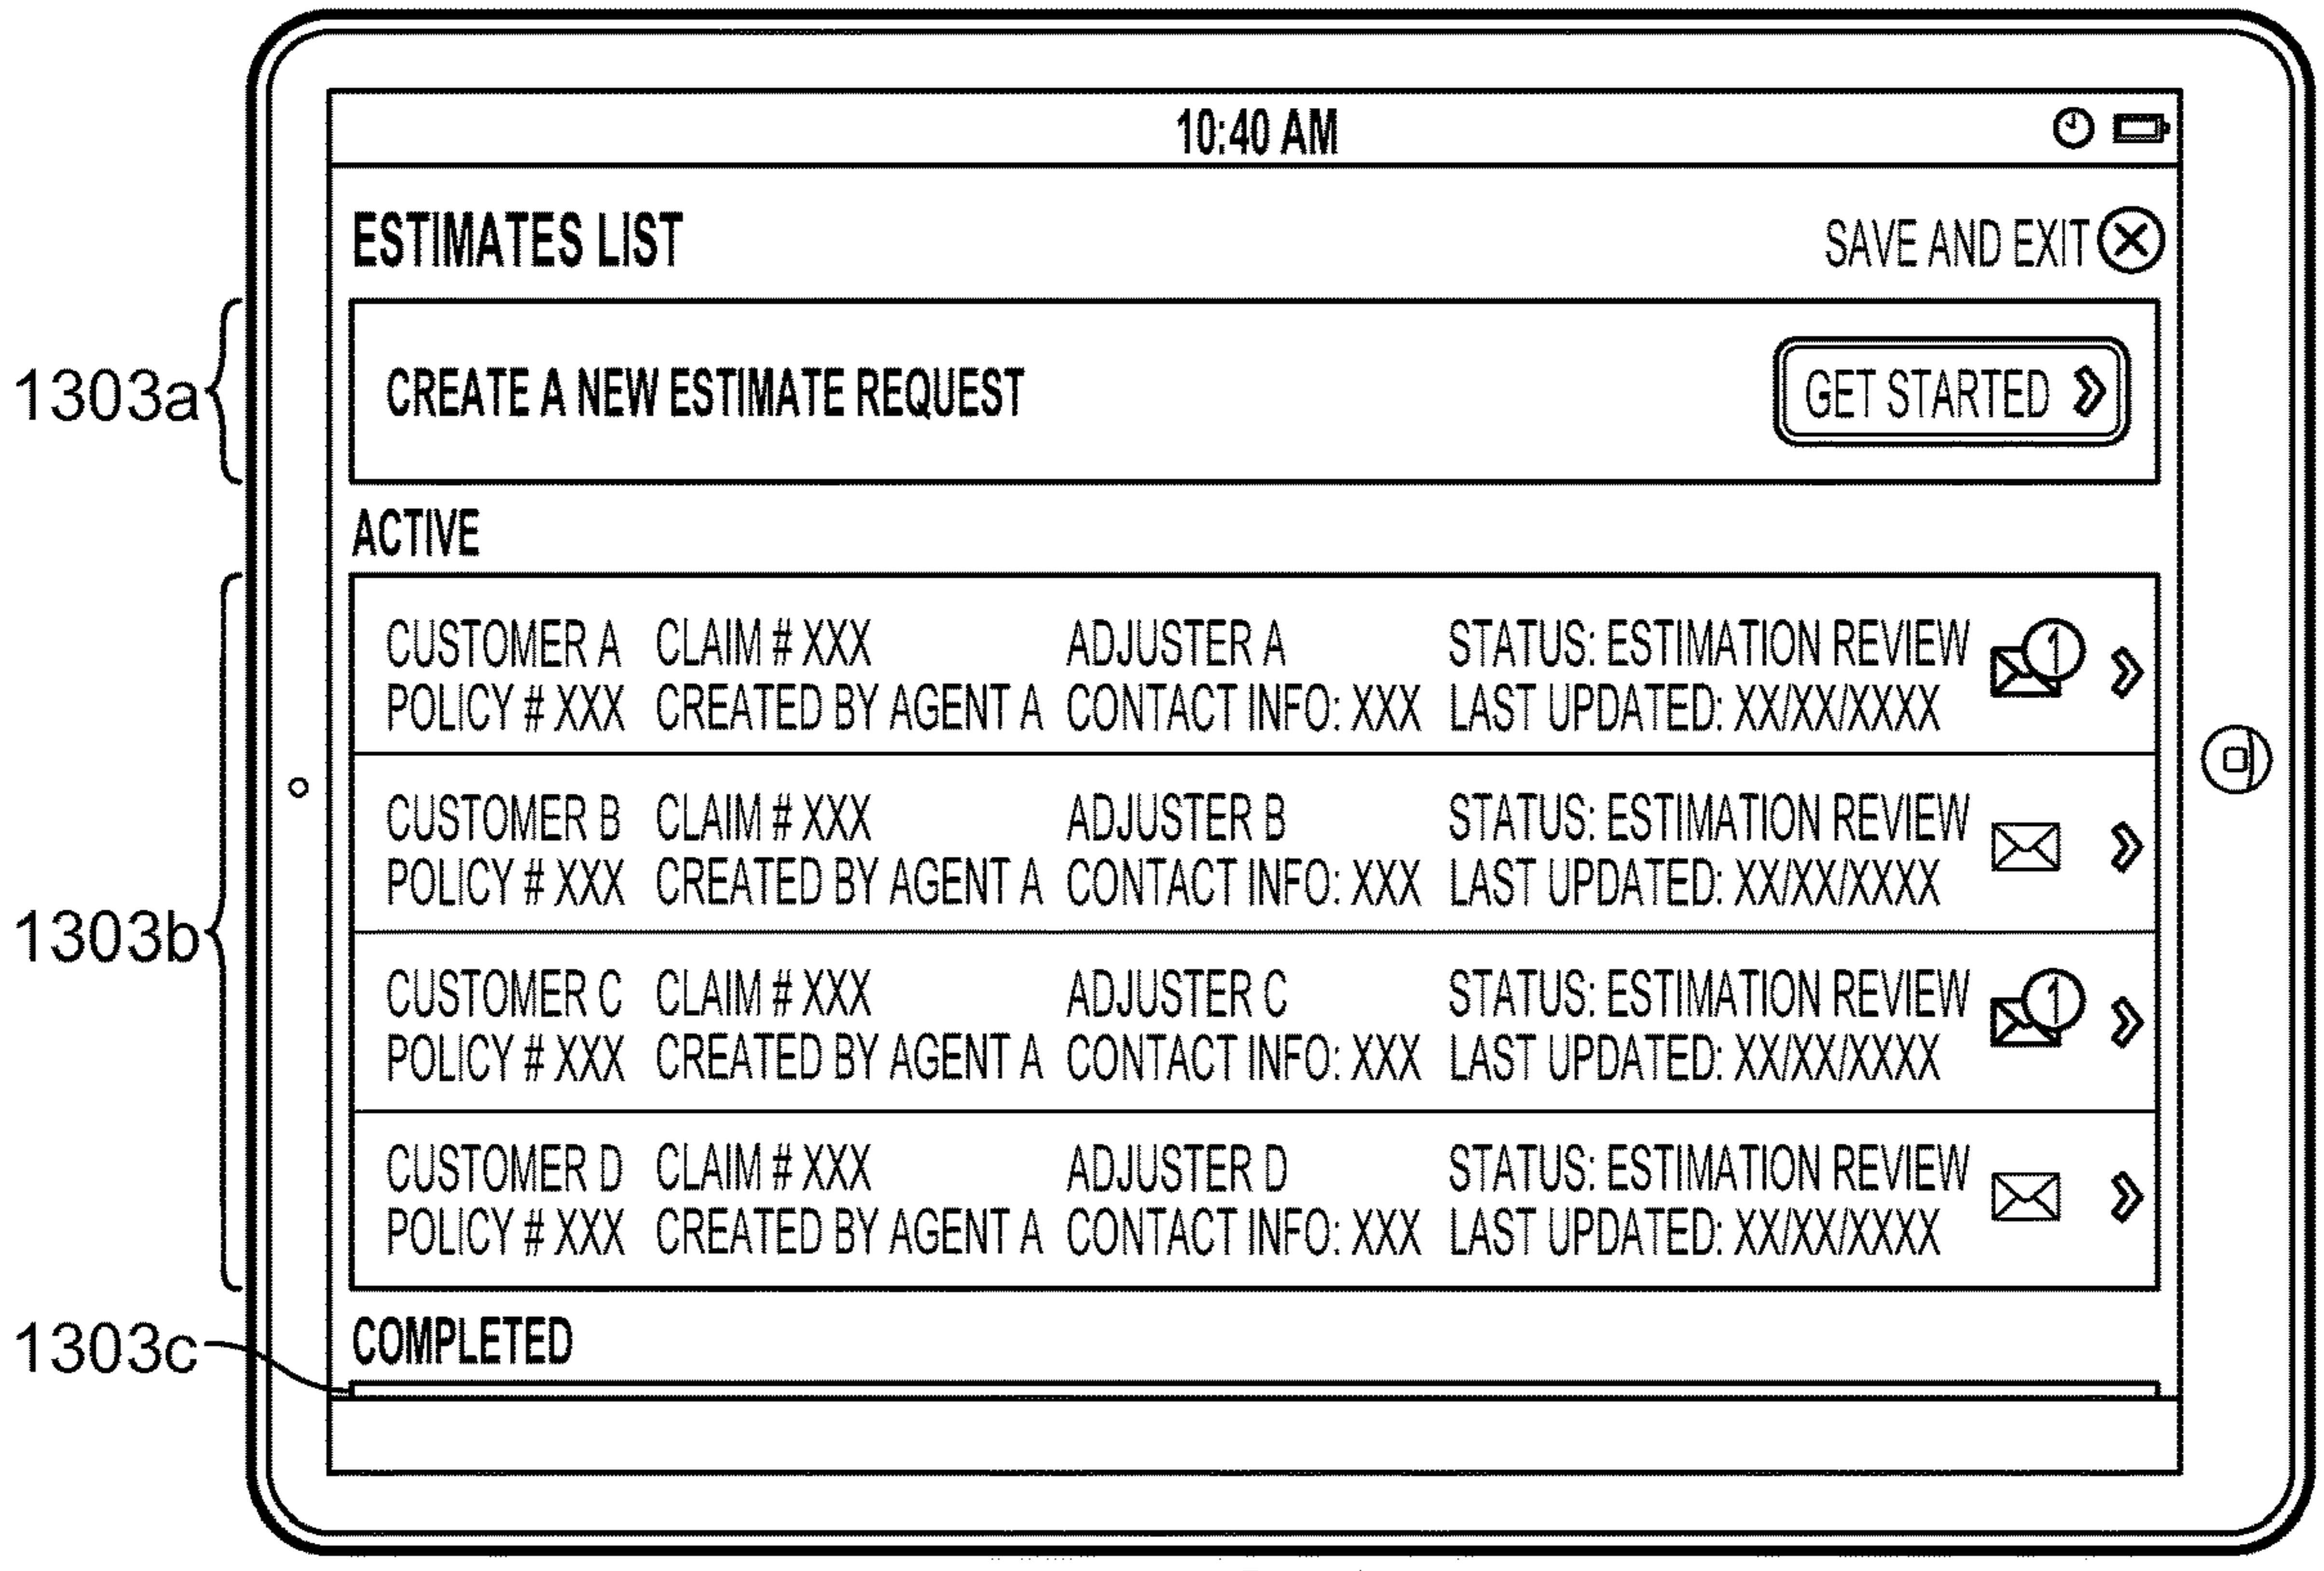 10:40 AM
ESTIMATES LIST
SAVE AND EXIT
1303a
CREATE A NEW ESTIMATE REQUEST
GET STARTED
ACTIVE
1303b
CUSTOMER A CLAIM # XXX ADJUSTER A STATUS: ESTIMATION REVIEW 1
POLICY # XXX CREATED BY AGENT A CONTACT INFO: XXX LAST UPDATED: XX/XX/XXXX
CUSTOMER B CLAIM # XXX ADJUSTER B STATUS: ESTIMATION REVIEW
POLICY # XXX CREATED BY AGENT A CONTACT INFO: XXX LAST UPDATED: XX/XX/XXXX
CUSTOMER C CLAIM # XXX ADJUSTER C STATUS: ESTIMATION REVIEW 1
POLICY # XXX CREATED BY AGENT A CONTACT INFO: XXX LAST UPDATED: XX/XX/XXXX
CUSTOMER D CLAIM # XXX ADJUSTER D STATUS: ESTIMATION REVIEW
POLICY # XXX CREATED BY AGENT A CONTACT INFO: XXX LAST UPDATED: XX/XX/XXXX
1303c
COMPLETED